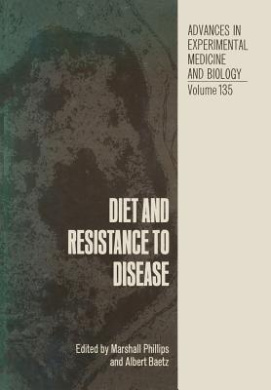 ADVANCES IN
EXPERIMENTAL
MEDICINE
AND BIOLOGY
Volume 135
DIET AND
RESISTANCE TO
DISEASE
Edited by Marshall Phillips
and Albert Baetz